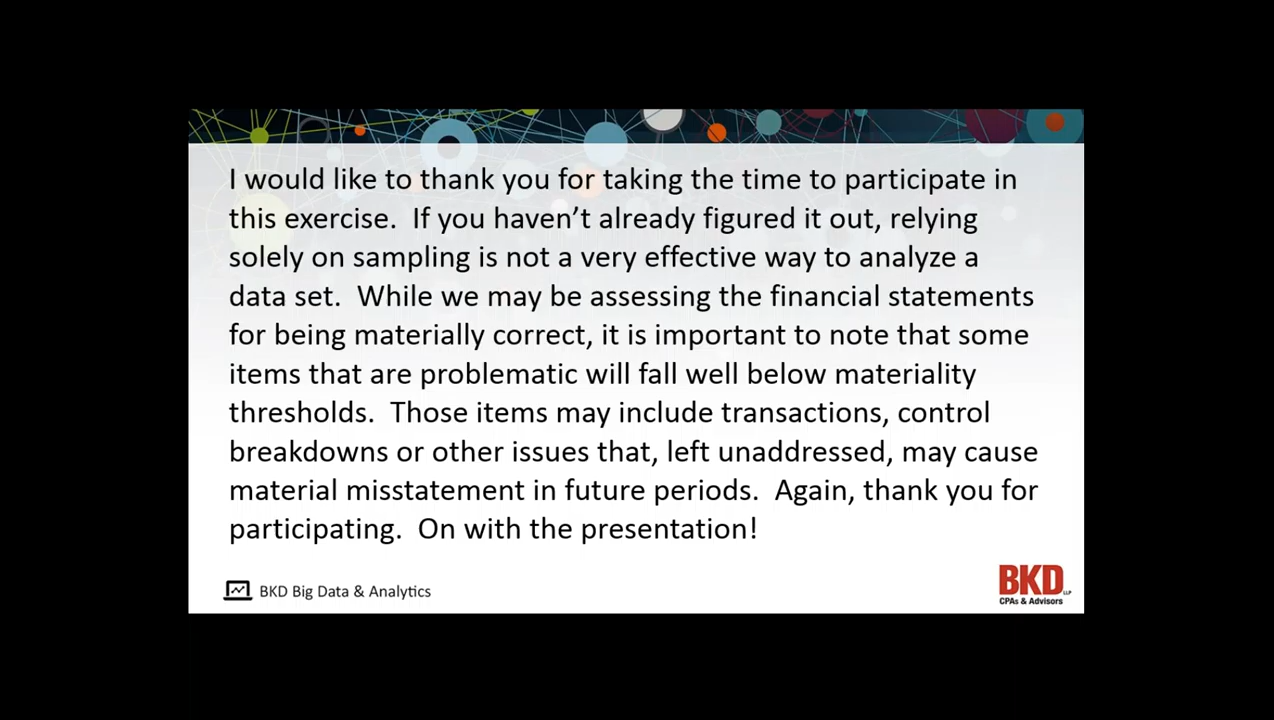 I would like to thank you for taking the time to participate in
this exercise.  If you haven’t already figured it out, relying
solely on sampling is not a very effective way to analyze a
data set.  While we may be assessing the financial statements
for being materially correct, it is important to note that some
items that are problematic will fall well below materiality
thresholds.  Those items may include transactions, control
breakdowns or other issues that, left unaddressed, may cause
material misstatement in future periods.  Again, thank you for
participating.  On with the presentation!
BKD Big Data & Analytics
BKD LLP
CPAs & Advisors